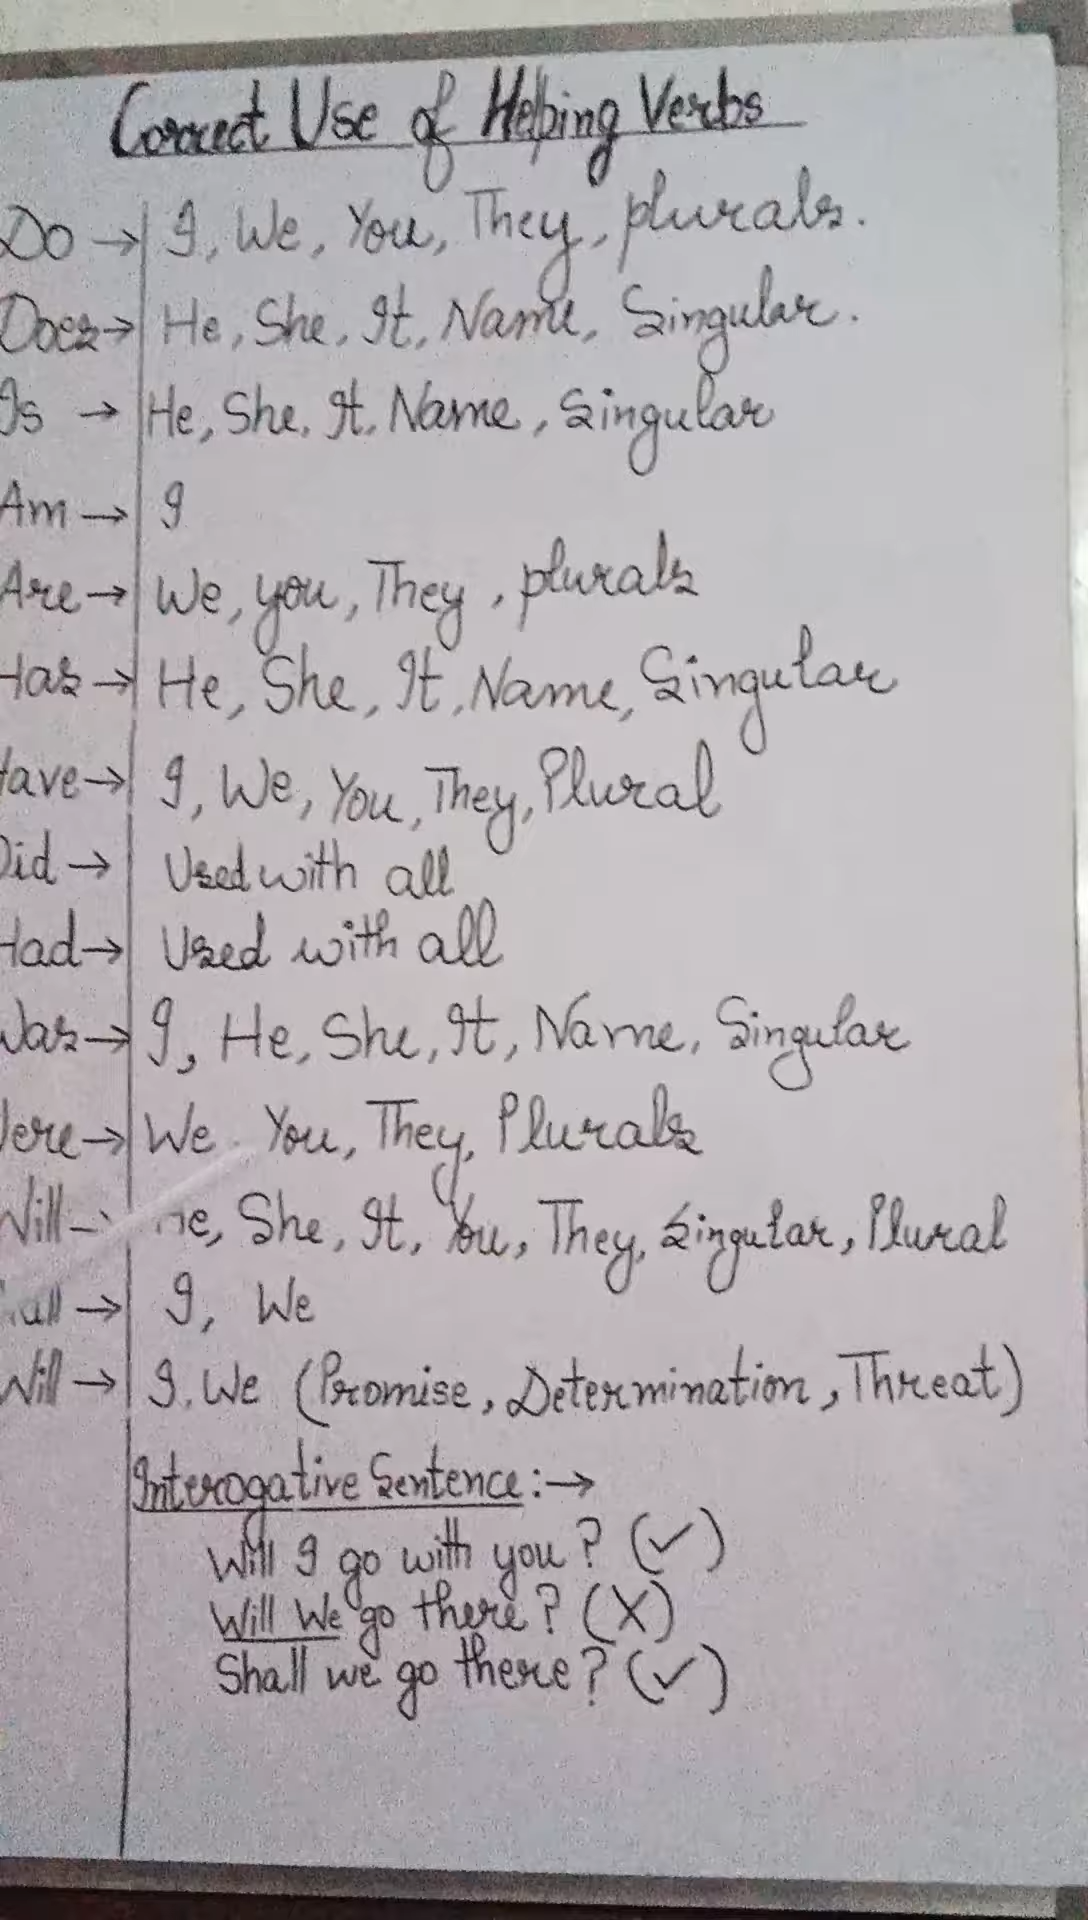 Correct Use of Helping Verbs
Do → I, We, You, They, plurals.
Does → He, She, It, Name, Singular.
Is → He, She, It, Name, Singular
Am → I
Are → We, you, They, plurals
Has → He, She, It, Name, Singular
Have → I, We, You, They, Plural
Did → Used with all
Had → Used with all
Was → I, He, She, It, Name, Singular
Were → We You, They, Plurals
Will → He, She, It, You, They, Singular, Plural
Shall → I, We
Will → I, We (Promise, Determination, Threat)
Interogative Sentence :→
Will I go with you? (✓)
Will We go there? (X)
Shall we go there? (✓)